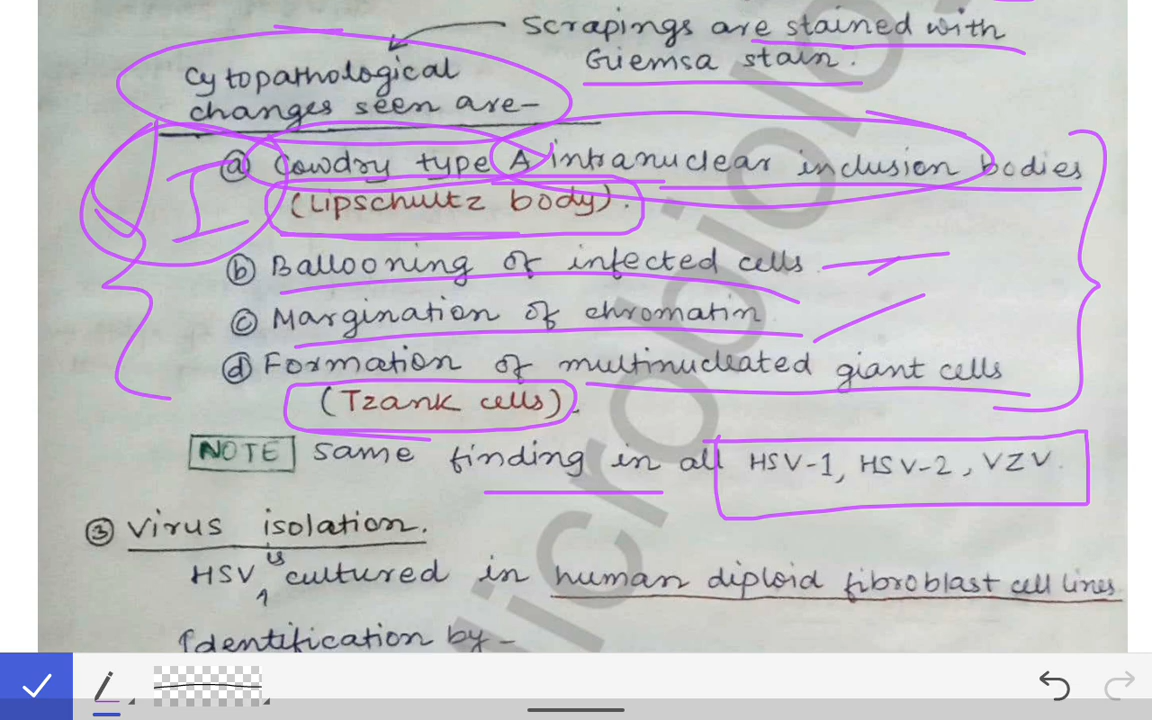 Scrapings are stained with
Giemsa stain.
Cytopathological
changes seen are-
(a) Cowdry type A intranuclear inclusion bodies
(Lipschultz body).
(b) Ballooning of infected cells
(c) Margination of chromatin
(d) Formation of multinucleated giant cells
(Tzank cells).
NOTE same finding in all HSV-1, HSV-2, VZV.
(3) Virus isolation.
HSV is cultured in human diploid fibroblast cell lines
Identification by-
Microbiolo